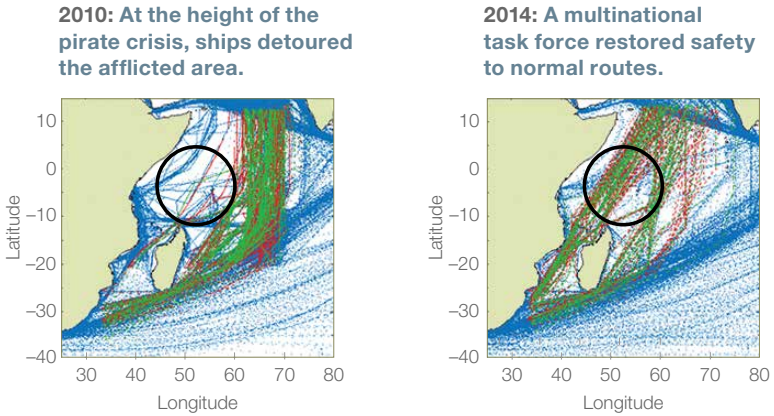 2010: At the height of the
pirate crisis, ships detoured
the afflicted area.
10
0
−10
−20
−30
−40
Latitude
30
40
50
60
70
80
Longitude
2014: A multinational
task force restored safety
to normal routes.
10
0
−10
−20
−30
−40
Latitude
30
40
50
60
70
80
Longitude